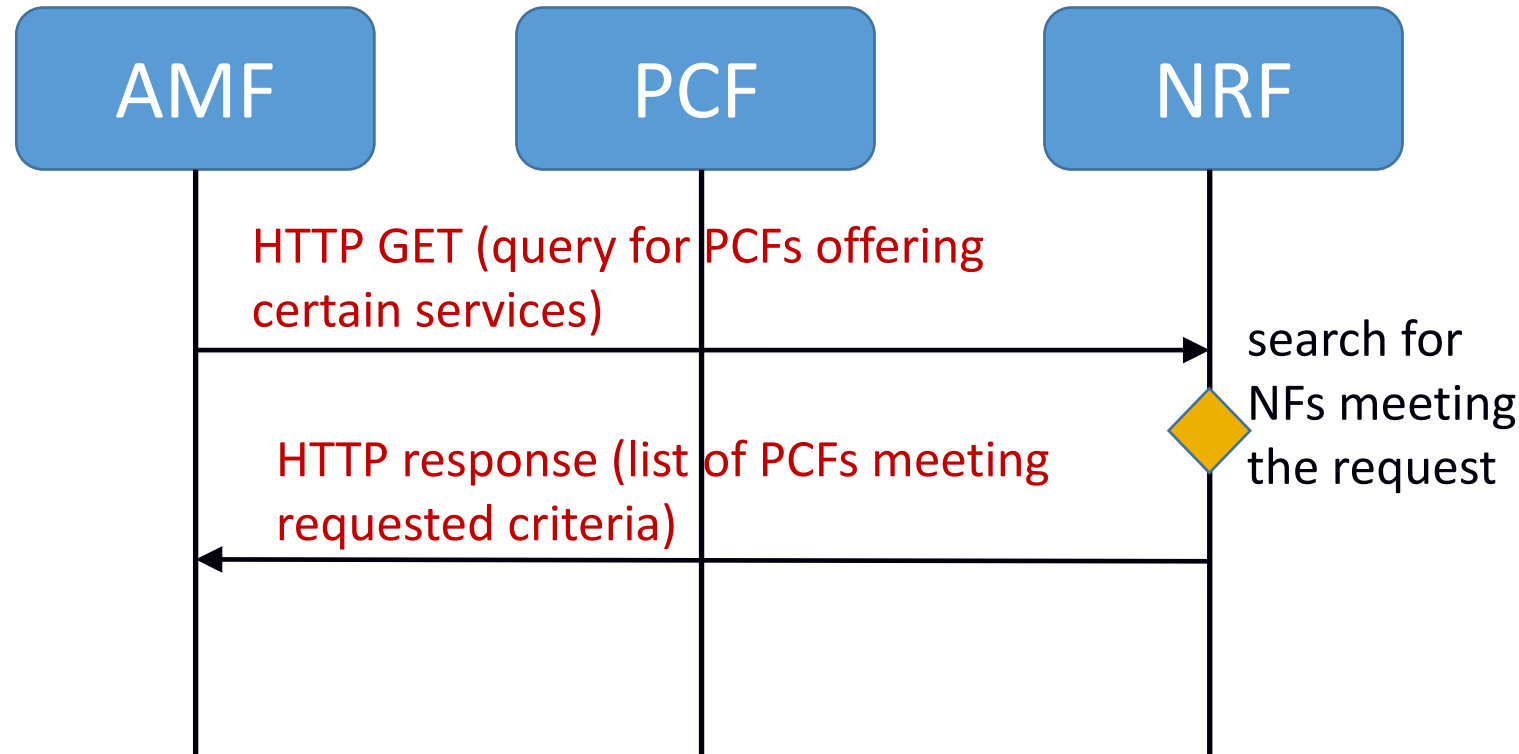 AMF
PCF
NRF
HTTP GET (query for PCFs offering
certain services)
search for
NFs meeting
the request
HTTP response (list of PCFs meeting
requested criteria)